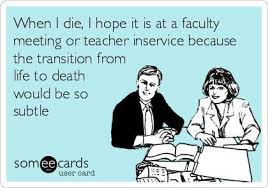 When I die, I hope it is at a faculty
meeting or teacher inservice because
the transition from
life to death
would be so
subtle
someecards
user card